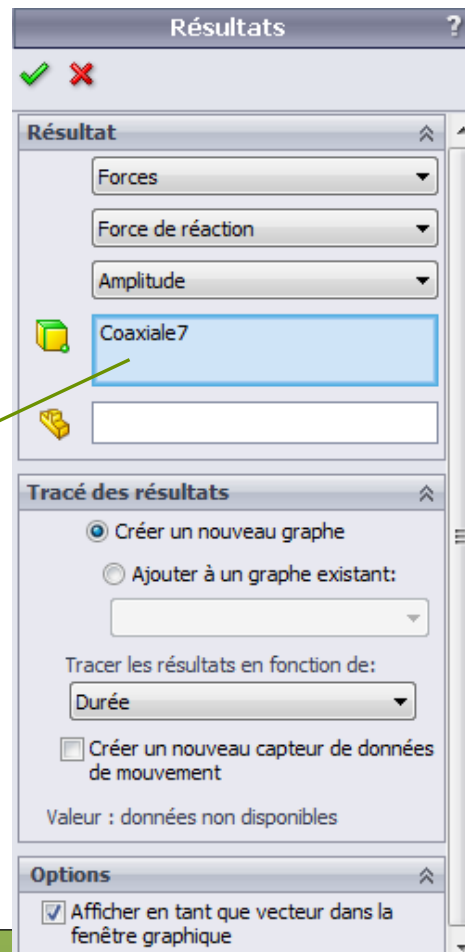 Résultats ?
Résultat
Forces
Force de réaction
Amplitude
Coaxiale7
Tracé des résultats
Créer un nouveau graphe
Ajouter à un graphe existant:
Tracer les résultats en fonction de:
Durée
Créer un nouveau capteur de données
de mouvement
Valeur : données non disponibles
Options
Afficher en tant que vecteur dans la
fenêtre graphique